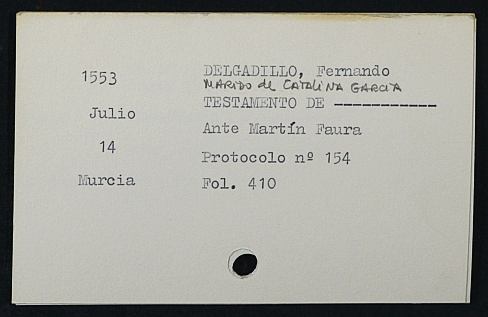 1553
Julio
14
Murcia
DELGADILLO, Fernando
MARIDO de CATALINA GARCIA
TESTAMENTO DE ------------
Ante Martín Faura
Protocolo nº 154
Fol. 410